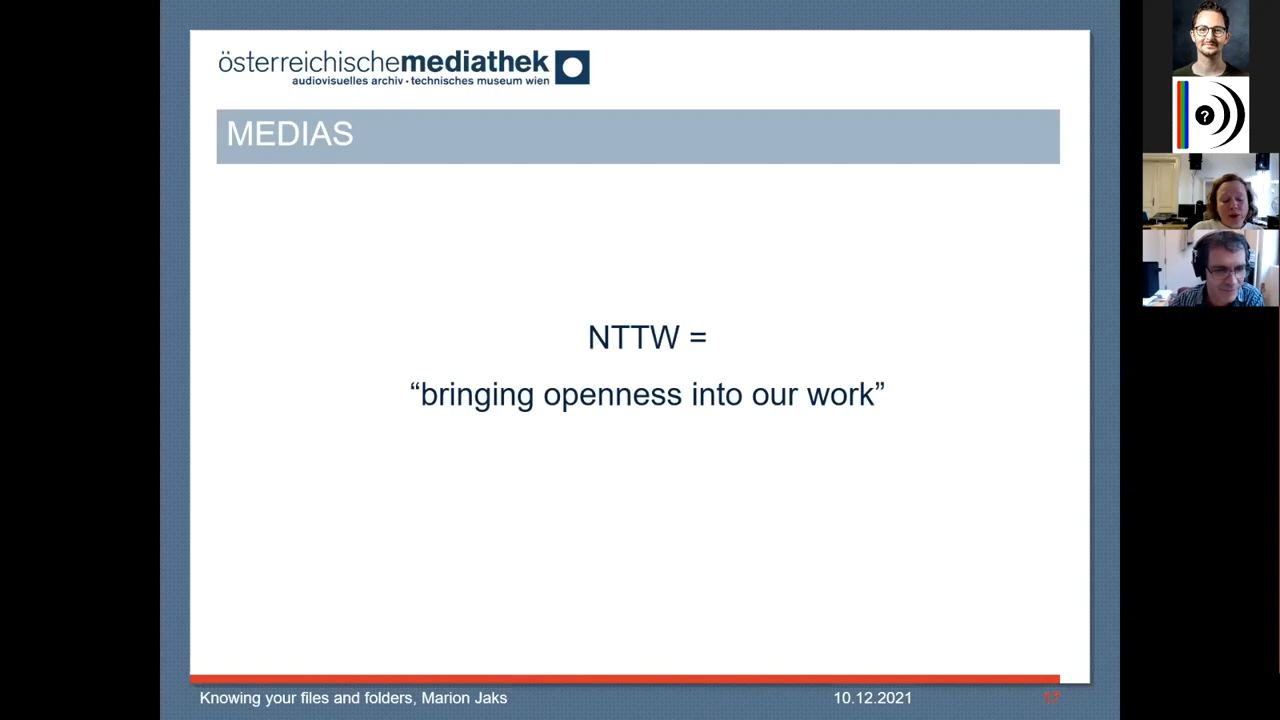 österreichischemediathek
audiovisuelles archiv · technisches museum wien
MEDIAS
NTTW =
“bringing openness into our work”
Knowing your files and folders, Marion Jaks 10.12.2021 17
?